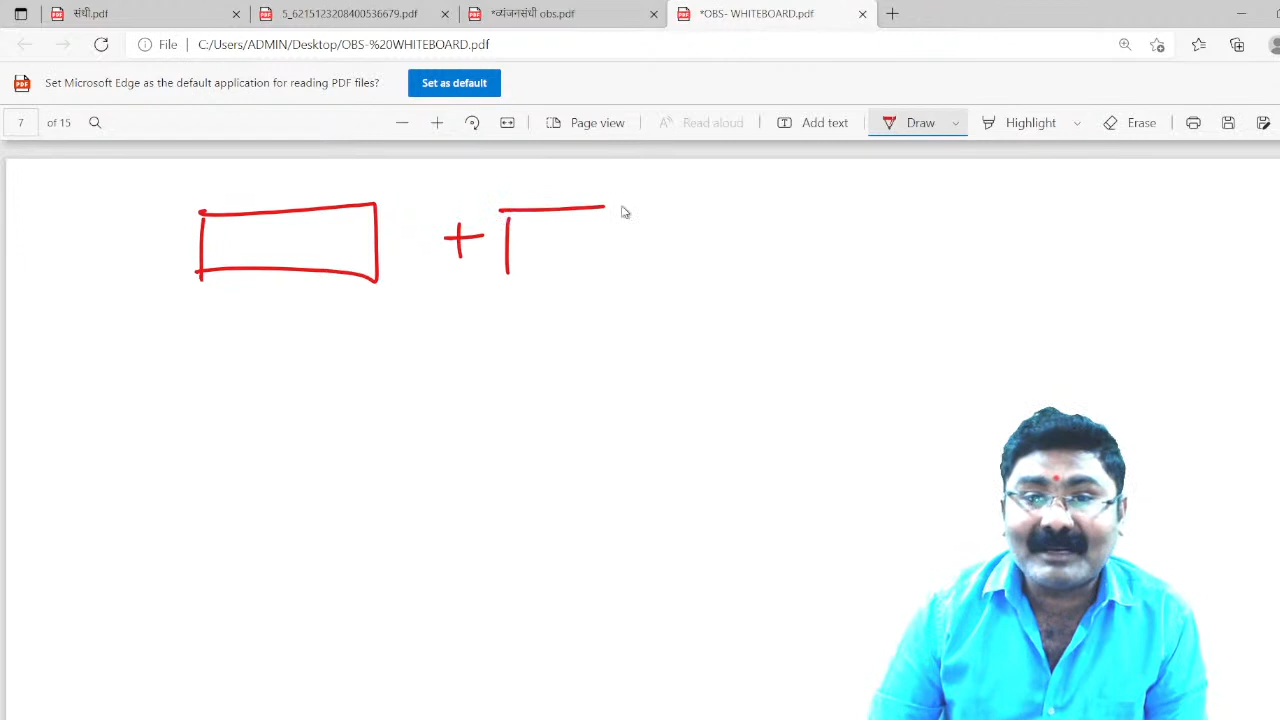 संधी.pdf 5_6215123208400536679.pdf *व्यंजनसंधी obs.pdf *OBS- WHITEBOARD.pdf
File C:/Users/ADMIN/Desktop/OBS-%20WHITEBOARD.pdf
Set Microsoft Edge as the default application for reading PDF files? Set as default
7 of 15 Page view Read aloud Add text Draw Highlight Erase
+